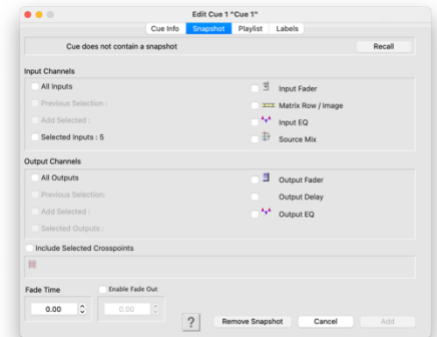 Edit Cue 1 "Cue 1"
Cue Info Snapshot Playlist Labels
Cue does not contain a snapshot Recall
Input Channels
All Inputs Input Fader
Previous Selection : Matrix Row / Image
Add Selected : Input EQ
Selected Inputs : 5 Source Mix
Output Channels
All Outputs Output Fader
Previous Selection: Output Delay
Add Selected : Output EQ
Selected Outputs :
Include Selected Crosspoints
Fade Time Enable Fade Out
0.00 0.00
? Remove Snapshot Cancel Add